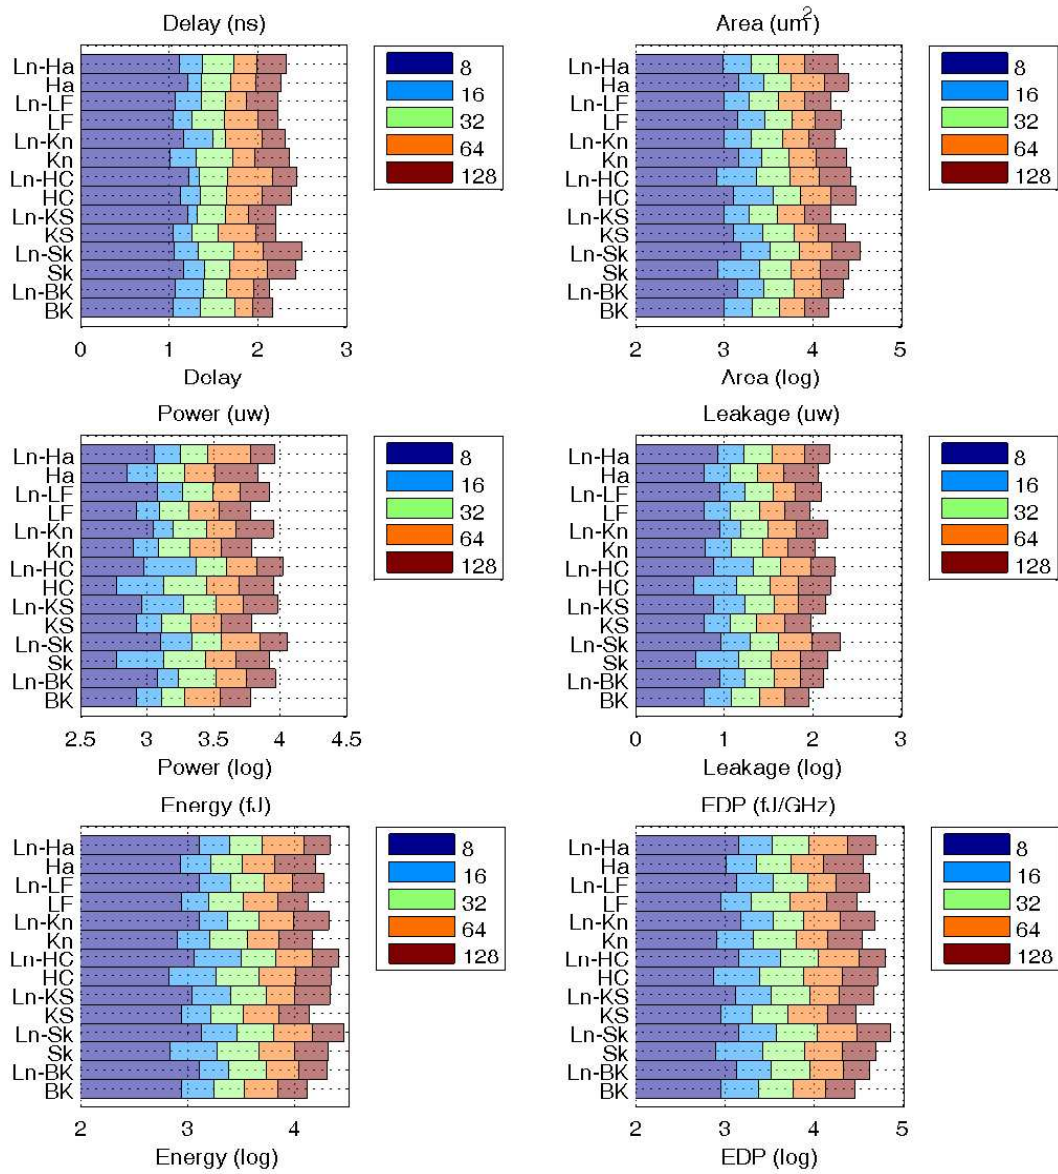 Delay (ns)
Ln-Ha
Ha
Ln-LF
LF
Ln-Kn
Kn
Ln-HC
HC
Ln-KS
KS
Ln-Sk
Sk
Ln-BK
BK
0 1 2 3
Delay
8
16
32
64
128
Area (um²)
Ln-Ha
Ha
Ln-LF
LF
Ln-Kn
Kn
Ln-HC
HC
Ln-KS
KS
Ln-Sk
Sk
Ln-BK
BK
2 3 4 5
Area (log)
8
16
32
64
128
Power (uw)
Ln-Ha
Ha
Ln-LF
LF
Ln-Kn
Kn
Ln-HC
HC
Ln-KS
KS
Ln-Sk
Sk
Ln-BK
BK
2.5 3 3.5 4 4.5
Power (log)
8
16
32
64
128
Leakage (uw)
Ln-Ha
Ha
Ln-LF
LF
Ln-Kn
Kn
Ln-HC
HC
Ln-KS
KS
Ln-Sk
Sk
Ln-BK
BK
0 1 2 3
Leakage (log)
8
16
32
64
128
Energy (fJ)
Ln-Ha
Ha
Ln-LF
LF
Ln-Kn
Kn
Ln-HC
HC
Ln-KS
KS
Ln-Sk
Sk
Ln-BK
BK
2 3 4
Energy (log)
8
16
32
64
128
EDP (fJ/GHz)
Ln-Ha
Ha
Ln-LF
LF
Ln-Kn
Kn
Ln-HC
HC
Ln-KS
KS
Ln-Sk
Sk
Ln-BK
BK
2 3 4 5
EDP (log)
8
16
32
64
128